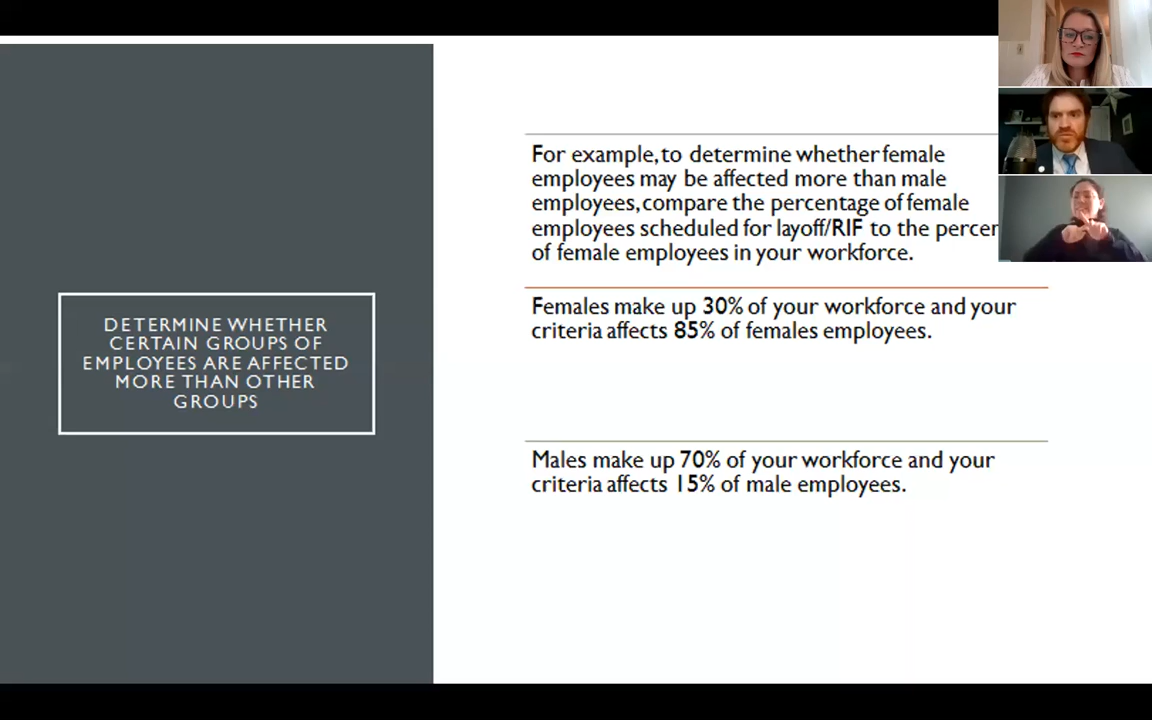 DETERMINE WHETHER
CERTAIN GROUPS OF
EMPLOYEES ARE AFFECTED
MORE THAN OTHER
GROUPS
For example, to determine whether female
employees may be affected more than male
employees, compare the percentage of female
employees scheduled for layoff/RIF to the percen
of female employees in your workforce.
Females make up 30% of your workforce and your
criteria affects 85% of females employees.
Males make up 70% of your workforce and your
criteria affects 15% of male employees.